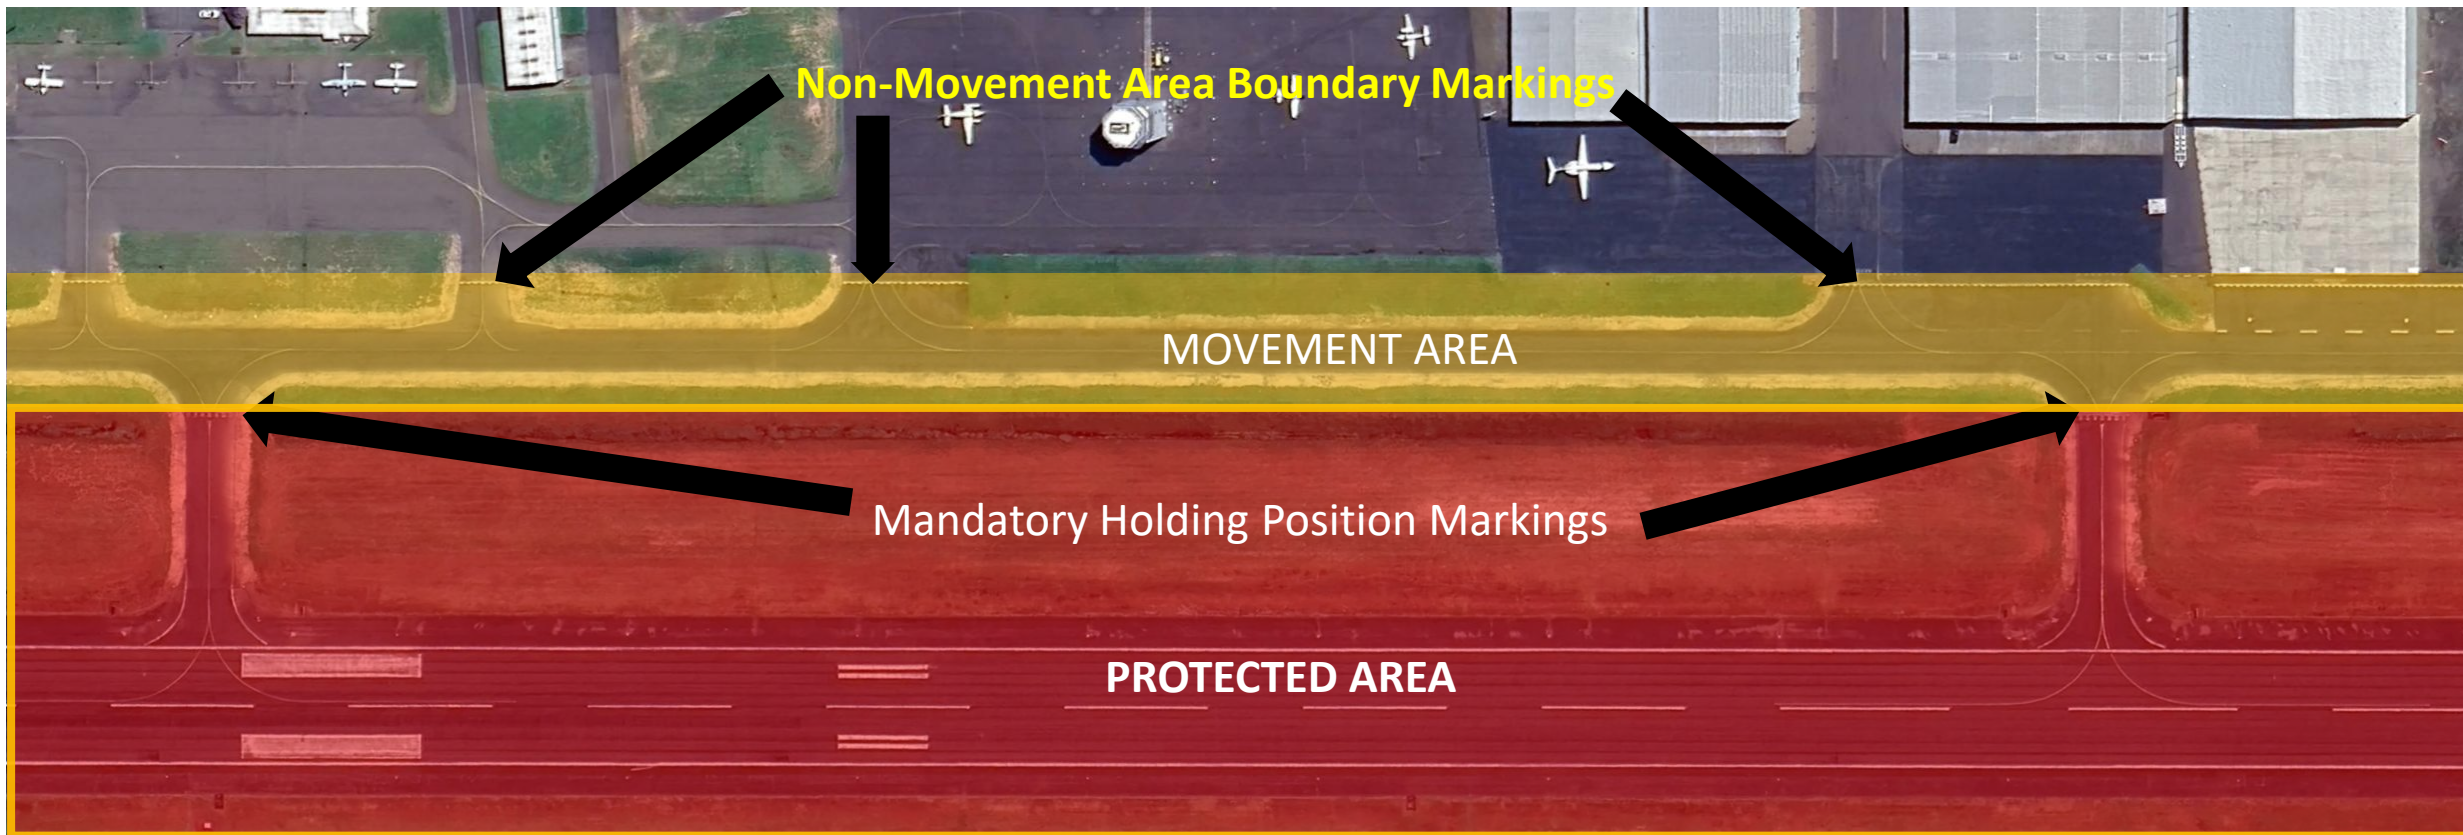 Non-Movement Area Boundary Markings
MOVEMENT AREA
Mandatory Holding Position Markings
PROTECTED AREA